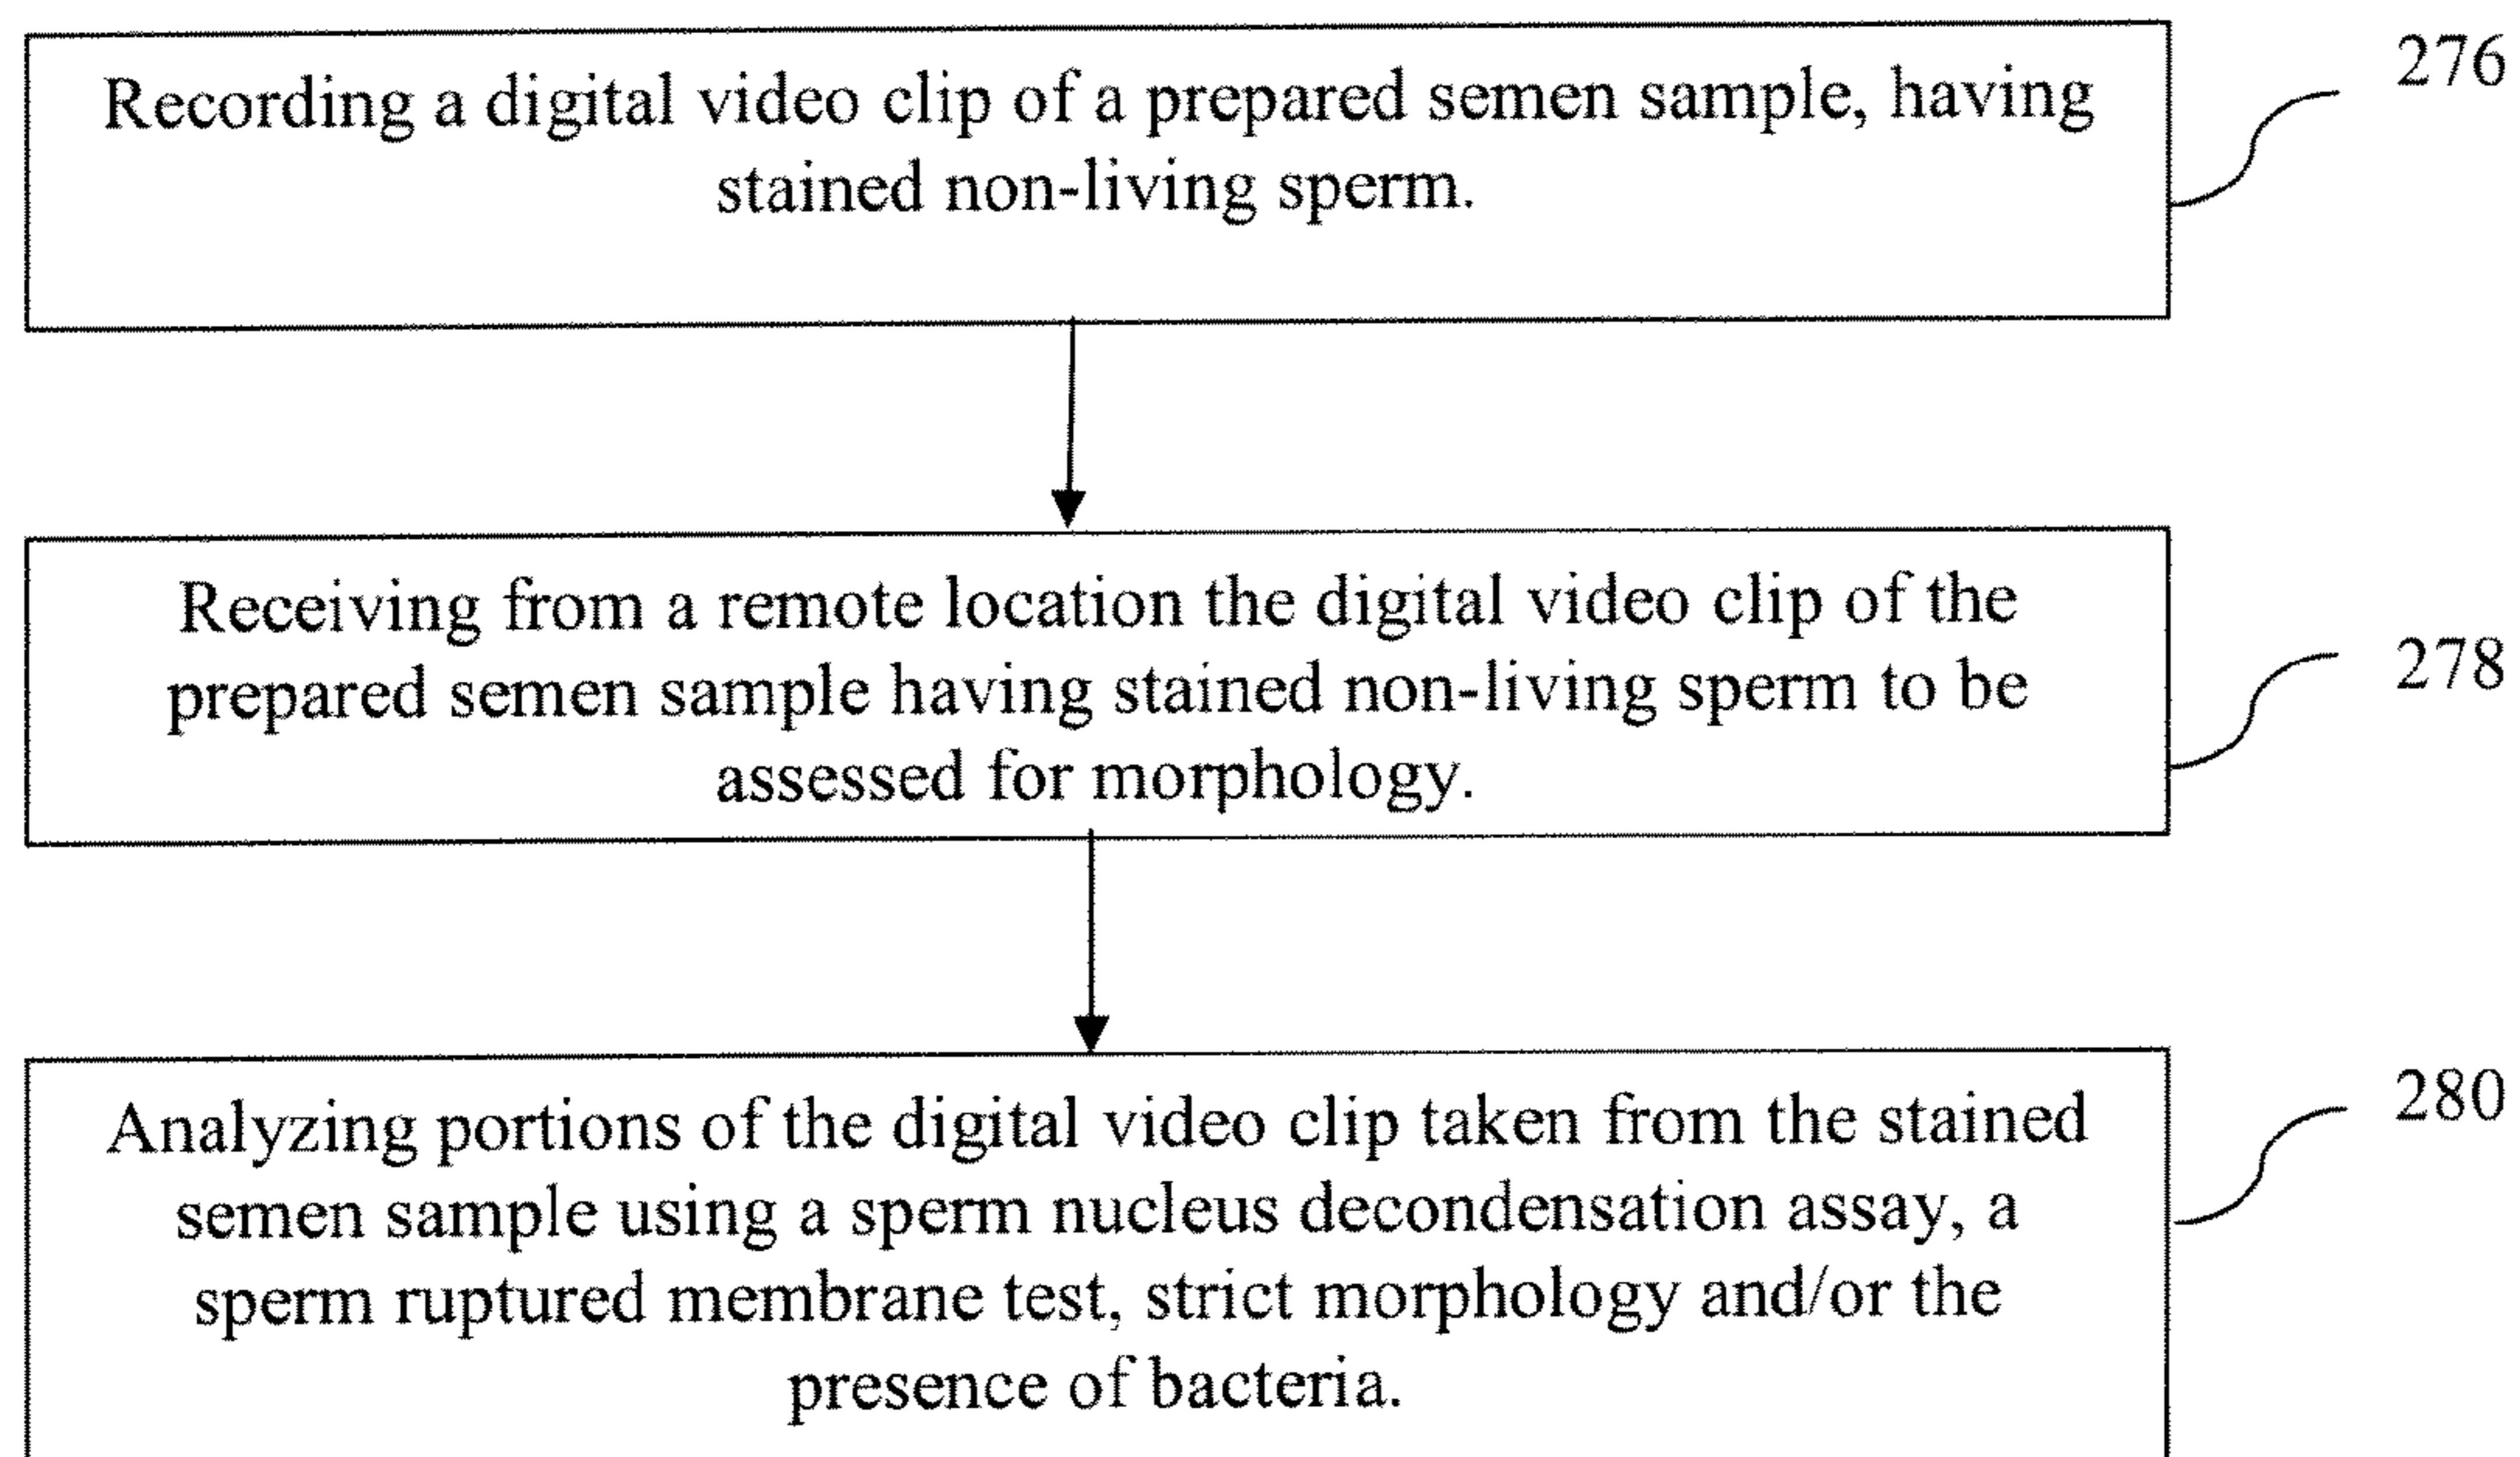 Recording a digital video clip of a prepared semen sample, having
stained non-living sperm.
276
Receiving from a remote location the digital video clip of the
prepared semen sample having stained non-living sperm to be
assessed for morphology.
278
Analyzing portions of the digital video clip taken from the stained
semen sample using a sperm nucleus decondensation assay, a
sperm ruptured membrane test, strict morphology and/or the
presence of bacteria.
280